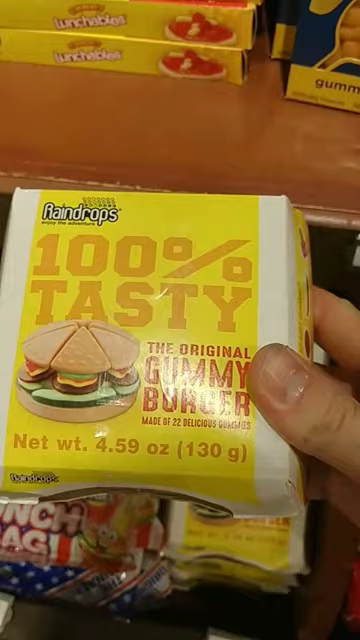 Lunchables
Lunchables
gumm
Raindrops
enjoy the adventure
100%
TASTY
THE ORIGINAL
GUMMY
BURGER
MADE OF 22 DELICIOUS GUMMIES
Net wt. 4.59 oz (130 g)
Raindrops